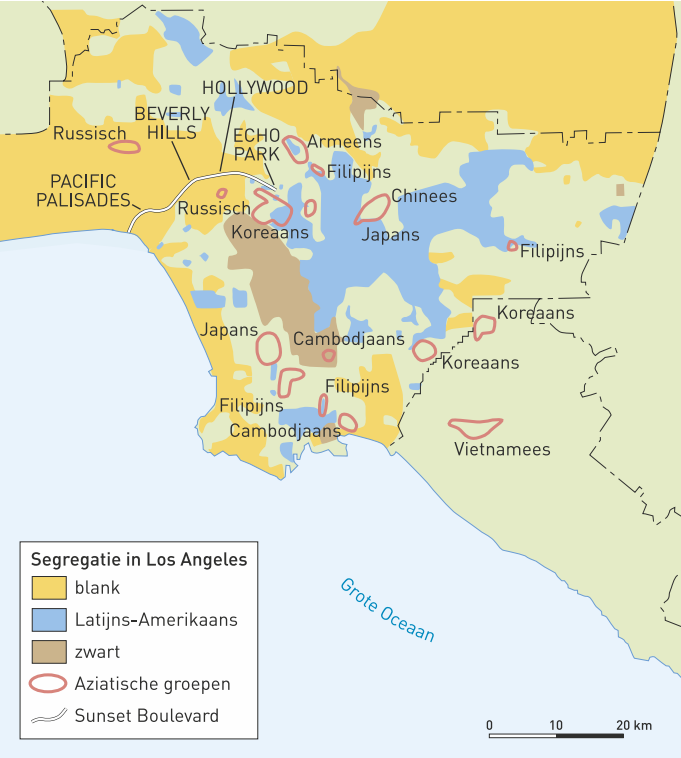 HOLLYWOOD
BEVERLY
HILLS
ECHO
PARK
Russisch
Armeens
Filipijns
PACIFIC
PALISADES
Chinees
Russisch
Koreaans
Japans
Filipijns
Koreaans
Japans
Cambodjaans
Koreaans
Filipijns
Filipijns
Cambodjaans
Vietnamees
Segregatie in Los Angeles
blank
Latijns-Amerikaans
zwart
Aziatische groepen
Sunset Boulevard
Grote Oceaan
0 10 20 km